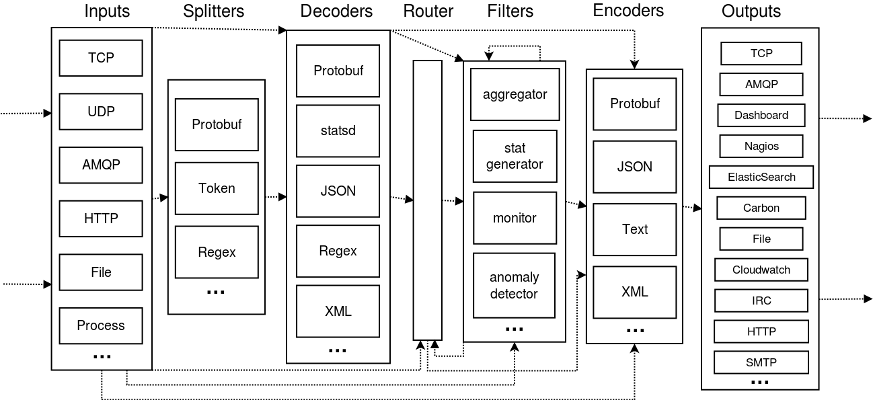 Inputs
Splitters
Decoders
Router
Filters
Encoders
Outputs
TCP
UDP
AMQP
HTTP
File
Process
...
Protobuf
Token
Regex
...
Protobuf
statsd
JSON
Regex
XML
...
aggregator
stat
generator
monitor
anomaly
detector
...
Protobuf
JSON
Text
XML
...
TCP
AMQP
Dashboard
Nagios
ElasticSearch
Carbon
File
Cloudwatch
IRC
HTTP
SMTP
...